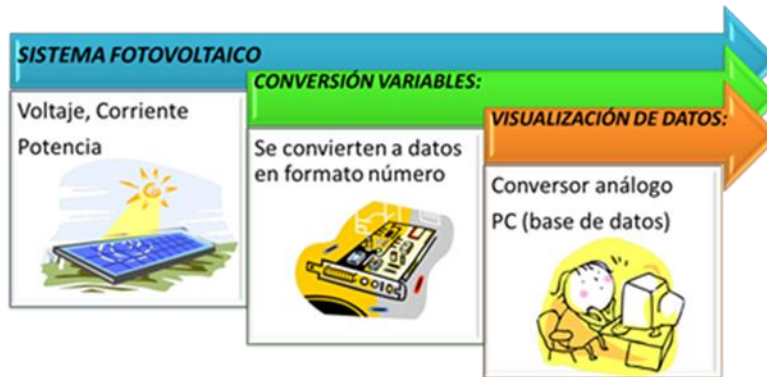 SISTEMA FOTOVOLTAICO
Voltaje, Corriente
Potencia
CONVERSIÓN VARIABLES:
Se convierten a datos
en formato número
VISUALIZACIÓN DE DATOS:
Conversor análogo
PC (base de datos)